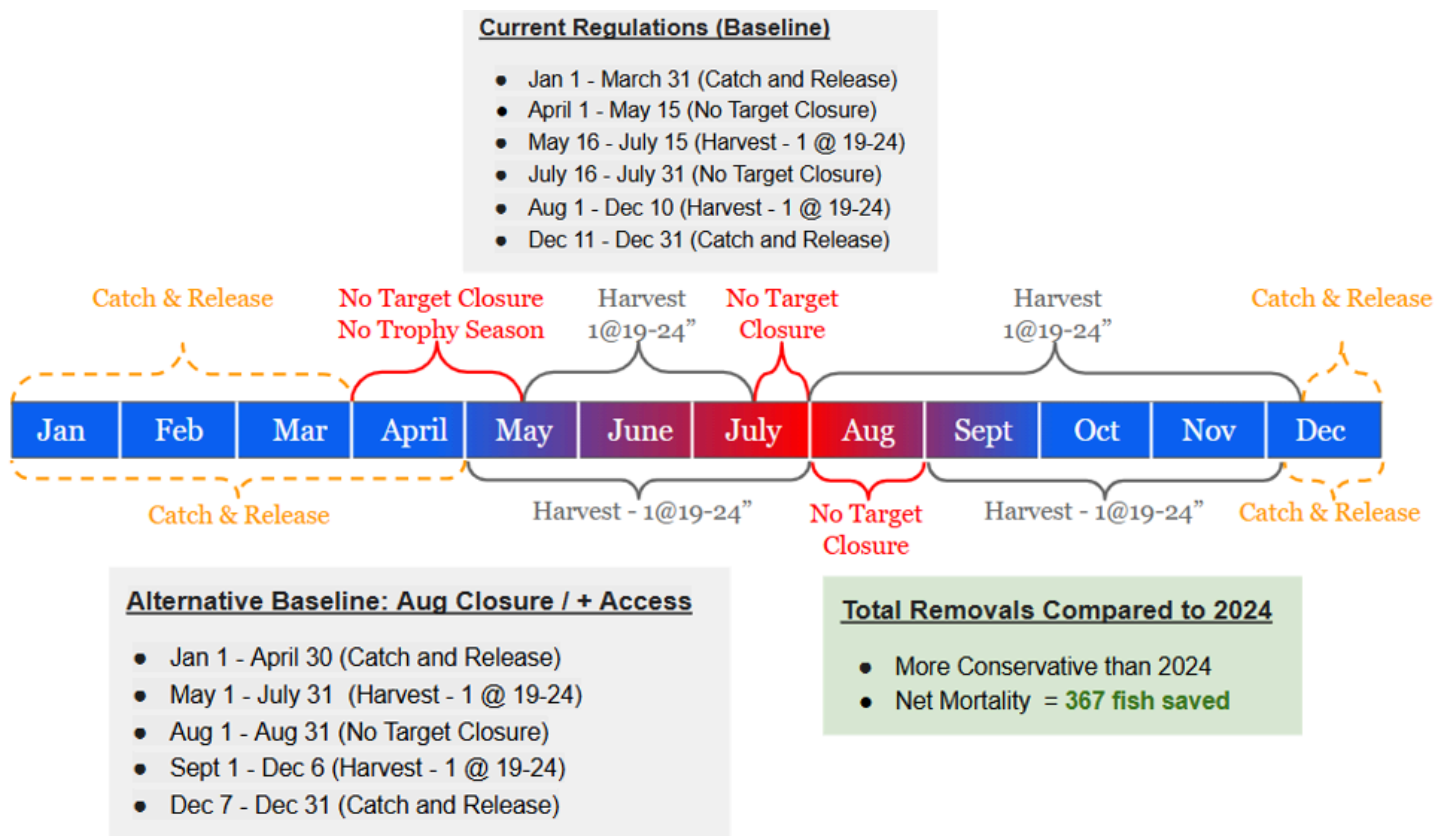 Current Regulations (Baseline)
● Jan 1 - March 31 (Catch and Release)
● April 1 - May 15 (No Target Closure)
● May 16 - July 15 (Harvest - 1 @ 19-24)
● July 16 - July 31 (No Target Closure)
● Aug 1 - Dec 10 (Harvest - 1 @ 19-24)
● Dec 11 - Dec 31 (Catch and Release)
Catch & Release
No Target Closure
No Trophy Season
Harvest
1@19-24”
No Target
Closure
Harvest
1@19-24”
Catch & Release
Jan Feb Mar April May June July Aug Sept Oct Nov Dec
Catch & Release
Harvest - 1@19-24”
No Target
Closure
Harvest - 1@19-24”
Catch & Release
Alternative Baseline: Aug Closure / + Access
● Jan 1 - April 30 (Catch and Release)
● May 1 - July 31  (Harvest - 1 @ 19-24)
● Aug 1 - Aug 31 (No Target Closure)
● Sept 1 - Dec 6 (Harvest - 1 @ 19-24)
● Dec 7 - Dec 31 (Catch and Release)
Total Removals Compared to 2024
● More Conservative than 2024
● Net Mortality  = 367 fish saved